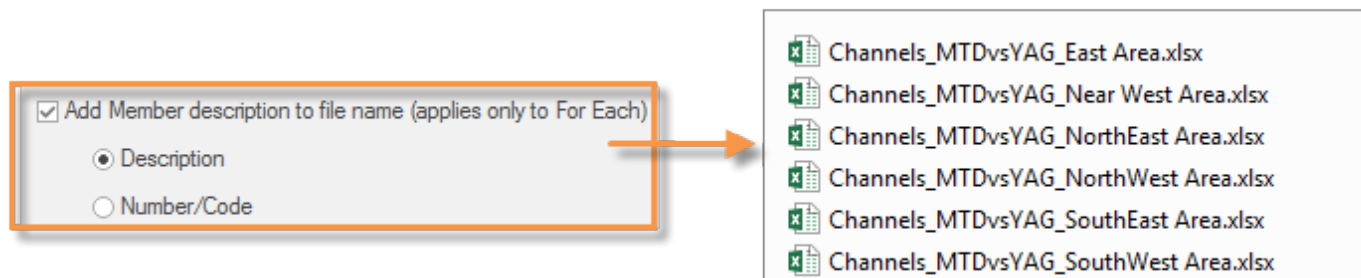 Add Member description to file name (applies only to For Each)
Description
Number/Code
Channels_MTDvsYAG_East Area.xlsx
Channels_MTDvsYAG_Near West Area.xlsx
Channels_MTDvsYAG_NorthEast Area.xlsx
Channels_MTDvsYAG_NorthWest Area.xlsx
Channels_MTDvsYAG_SouthEast Area.xlsx
Channels_MTDvsYAG_SouthWest Area.xlsx